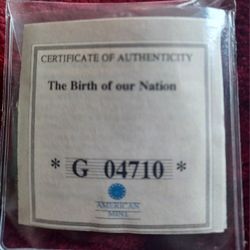 CERTIFICATE OF AUTHENTICITY
The Birth of our Nation
* G 04710 *
AMERICAN
MINT